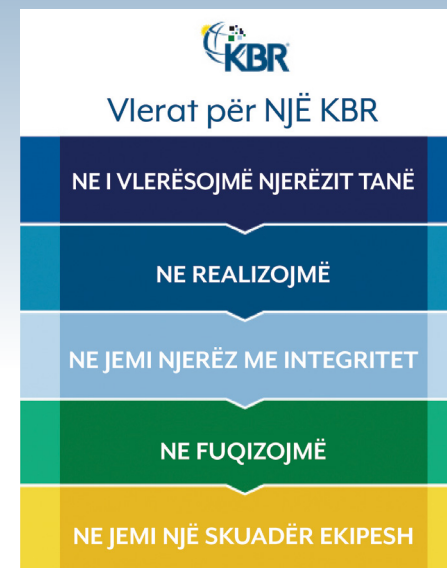 KBR
Vlerat për NJË KBR
NE I VLERËSOJMË NJERËZIT TANË
NE REALIZOJMË
NE JEMI NJERËZ ME INTEGRITET
NE FUQIZOJMË
NE JEMI NJË SKUADËR EKIPESH